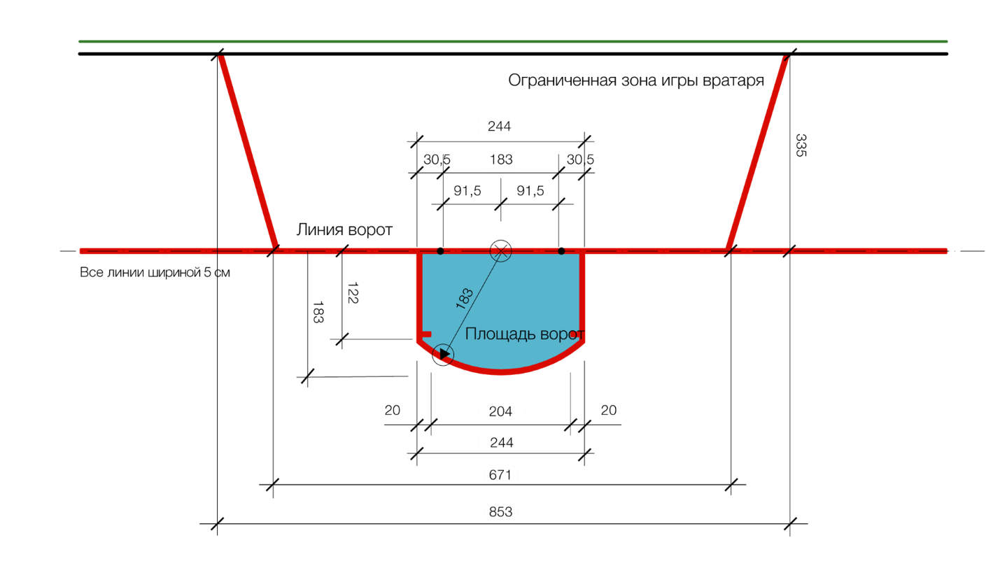 Ограниченная зона игры вратаря
244
30,5 183 30,5
335
91,5 91,5
Линия ворот
Все линии шириной 5 см
122
183
183
Площадь ворот
20 204 20
244
671
853